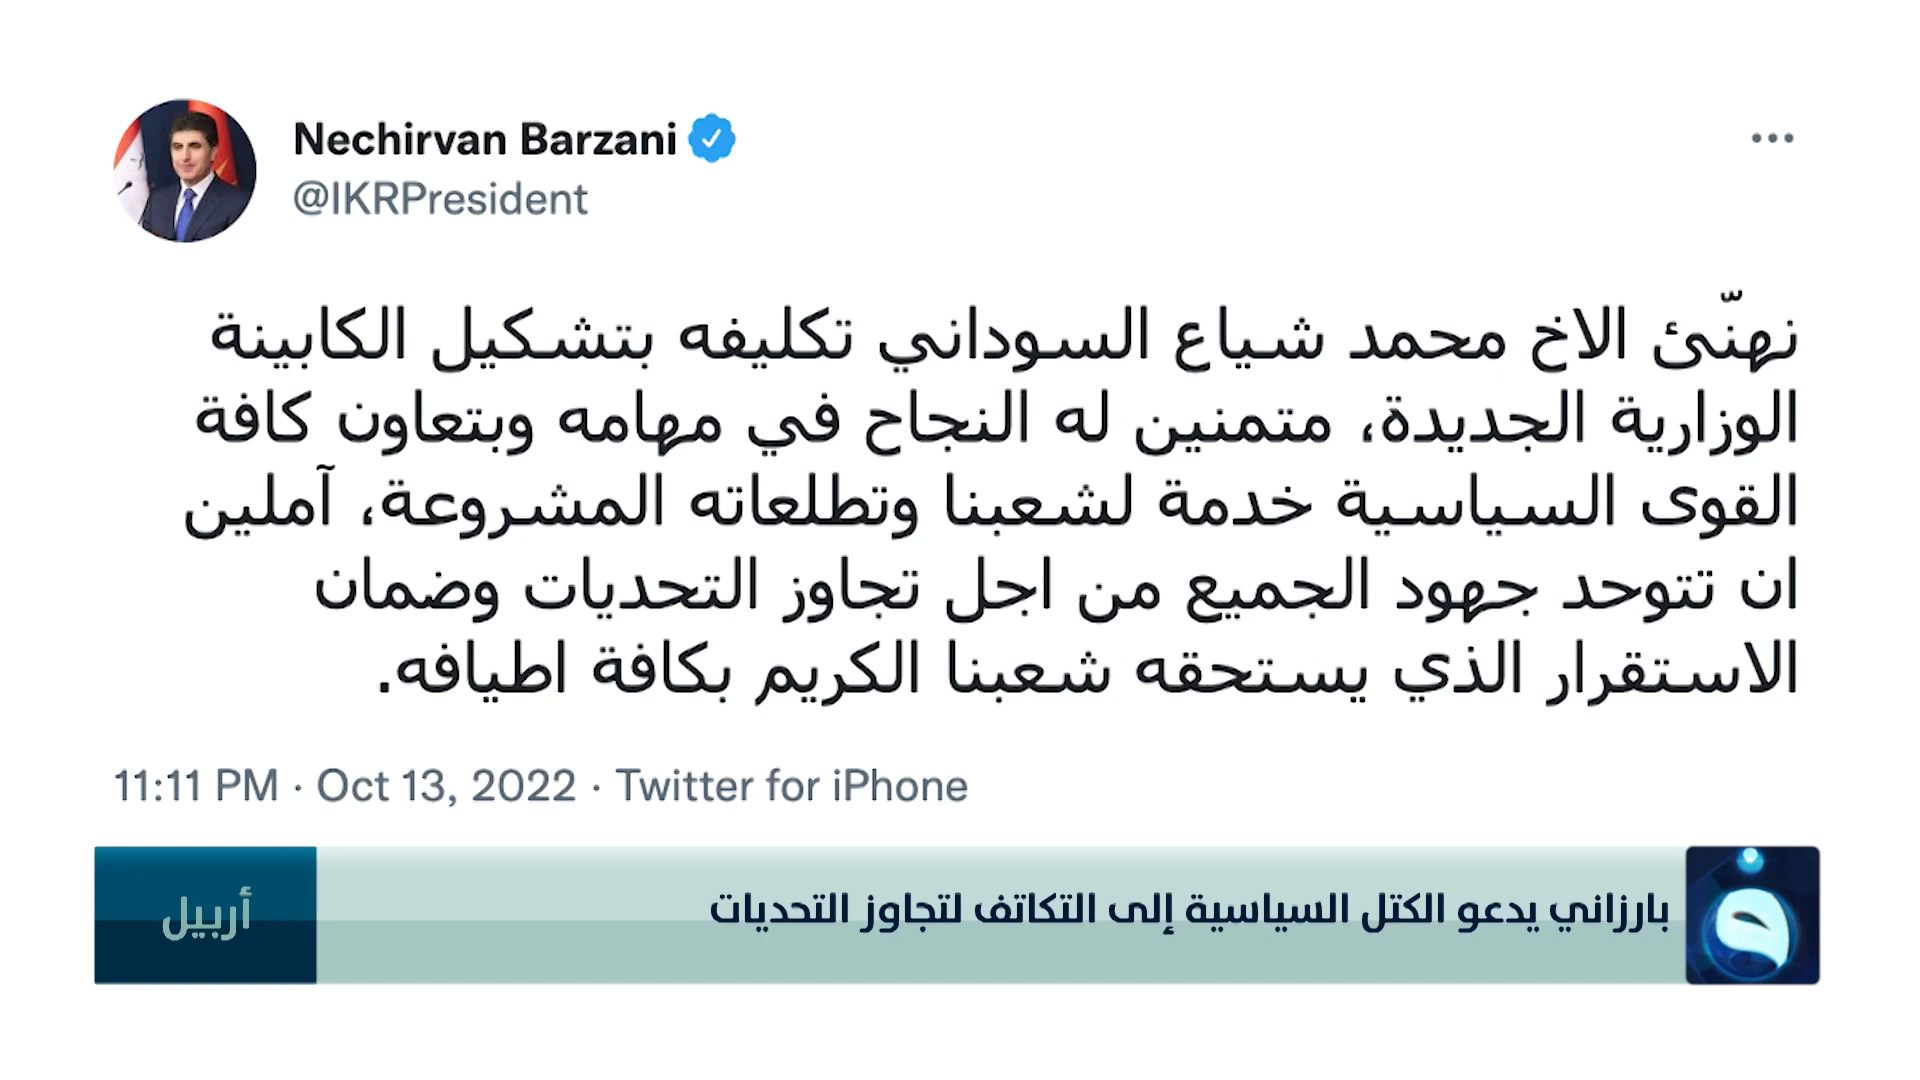 Nechirvan Barzani
@IKRPresident
نهنّئ الاخ محمد شياع السوداني تكليفه بتشكيل الكابينة
الوزارية الجديدة، متمنين له النجاح في مهامه وبتعاون كافة
القوى السياسية خدمة لشعبنا وتطلعاته المشروعة، آملين
ان تتوحد جهود الجميع من اجل تجاوز التحديات وضمان
الاستقرار الذي يستحقه شعبنا الكريم بكافة اطيافه.
11:11 PM · Oct 13, 2022 · Twitter for iPhone
بارزاني يدعو الكتل السياسية إلى التكاتف لتجاوز التحديات
أربيل